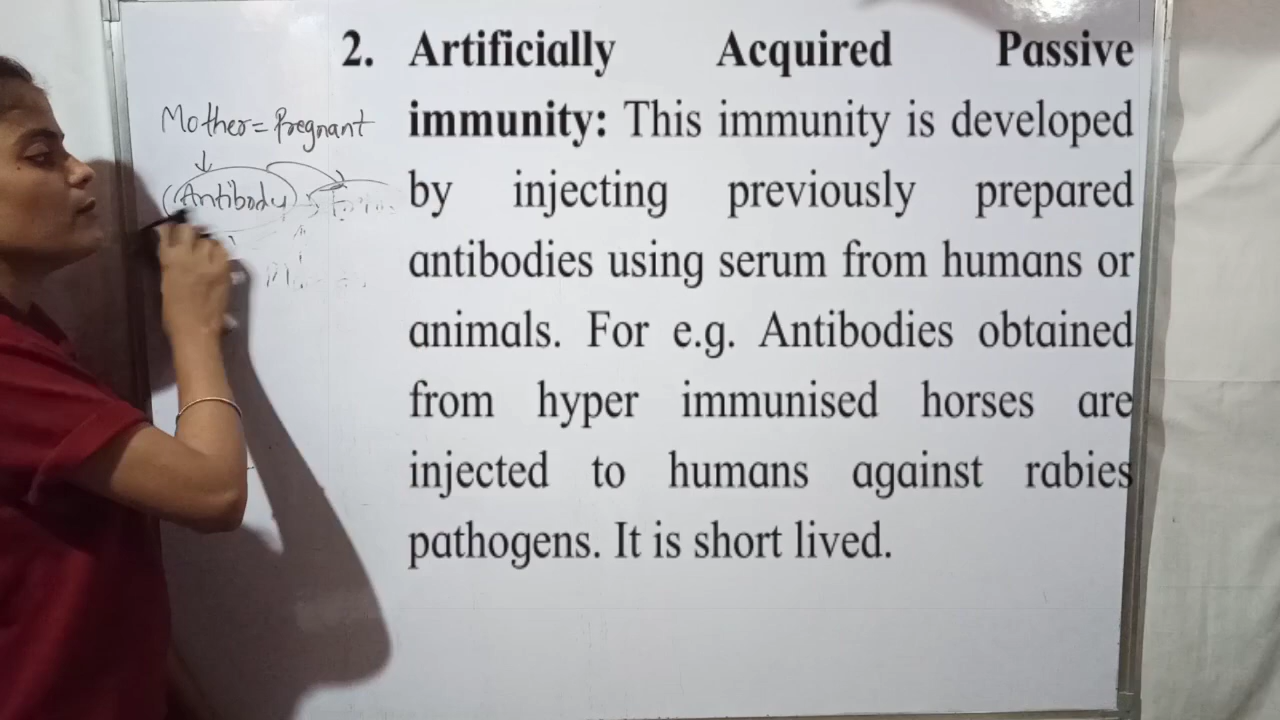 Mother = Pregnant
(Antibody)
2. Artificially Acquired Passive
immunity: This immunity is developed
by injecting previously prepared
antibodies using serum from humans or
animals. For e.g. Antibodies obtained
from hyper immunised horses are
injected to humans against rabies
pathogens. It is short lived.